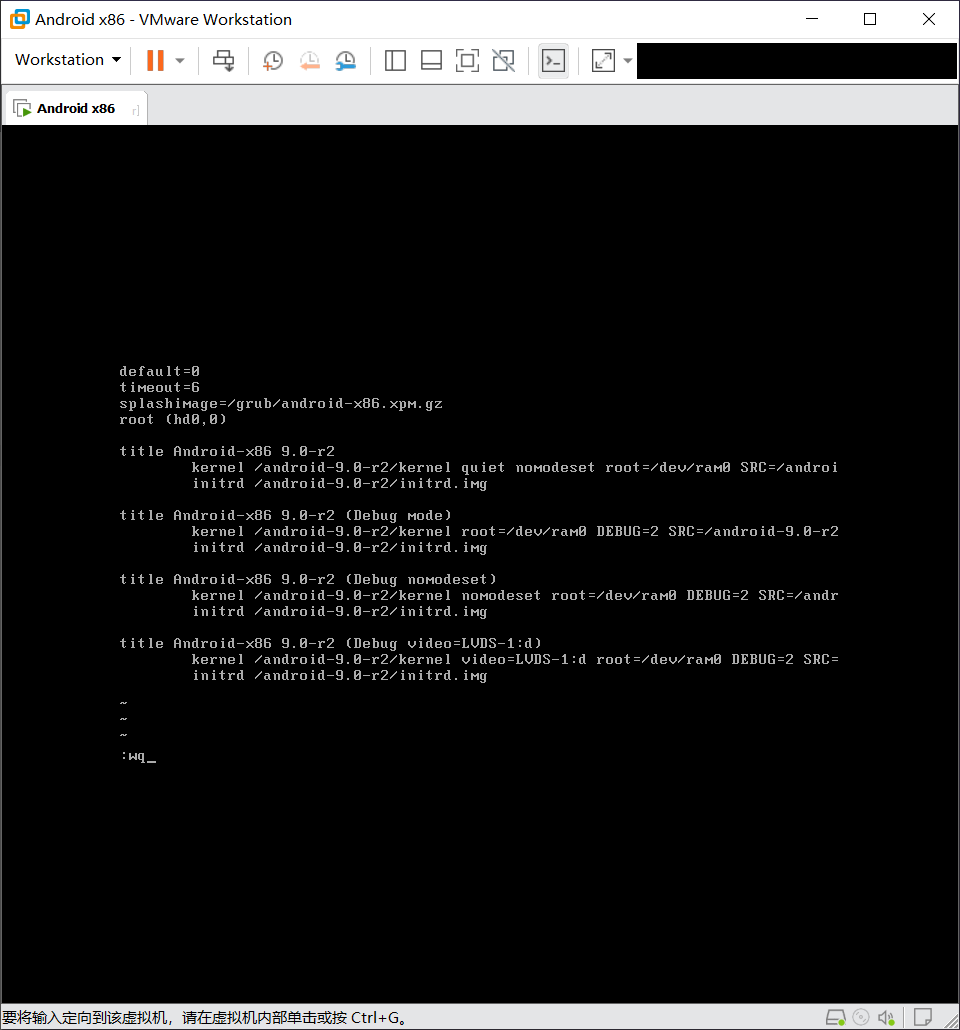 Android x86 - VMware Workstation
Workstation
Android x86
default=0
timeout=6
splashimage=/grub/android-x86.xpm.gz
root (hd0,0)
title Android-x86 9.0-r2
kernel /android-9.0-r2/kernel quiet nomodeset root=/dev/ram0 SRC=/androi
initrd /android-9.0-r2/initrd.img
title Android-x86 9.0-r2 (Debug mode)
kernel /android-9.0-r2/kernel root=/dev/ram0 DEBUG=2 SRC=/android-9.0-r2
initrd /android-9.0-r2/initrd.img
title Android-x86 9.0-r2 (Debug nomodeset)
kernel /android-9.0-r2/kernel nomodeset root=/dev/ram0 DEBUG=2 SRC=/andr
initrd /android-9.0-r2/initrd.img
title Android-x86 9.0-r2 (Debug video=LVDS-1:d)
kernel /android-9.0-r2/kernel video=LVDS-1:d root=/dev/ram0 DEBUG=2 SRC=
initrd /android-9.0-r2/initrd.img
~
~
~
:wq_
要将输入定向到该虚拟机，请在虚拟机内部单击或按 Ctrl+G。